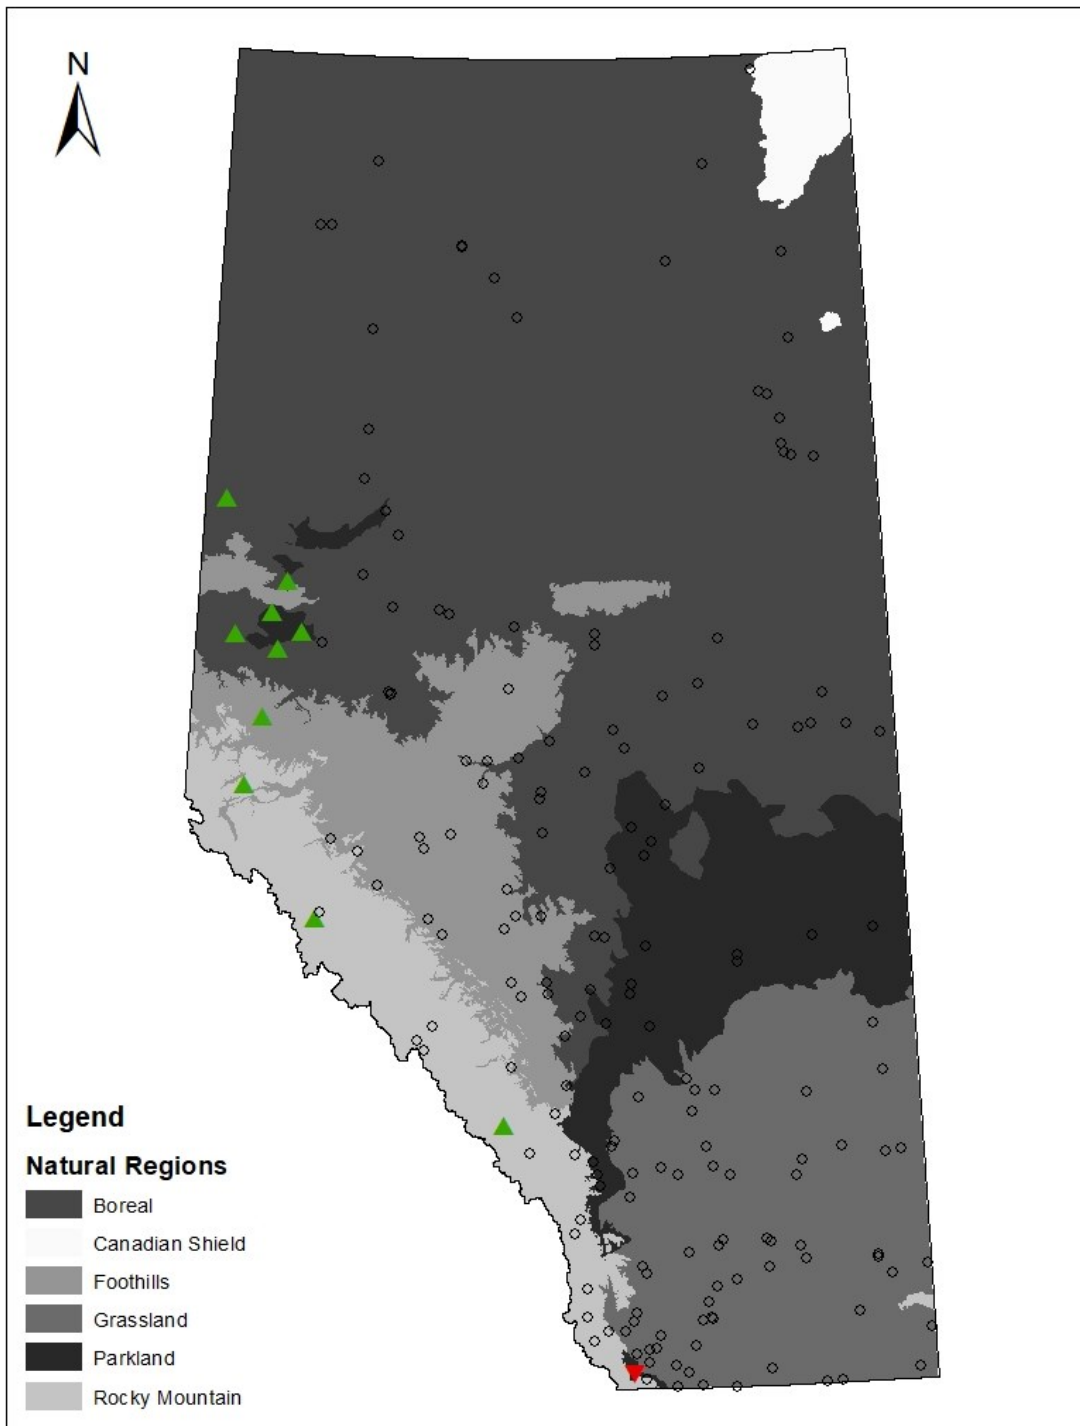 N
Legend
Natural Regions
Boreal
Canadian Shield
Foothills
Grassland
Parkland
Rocky Mountain